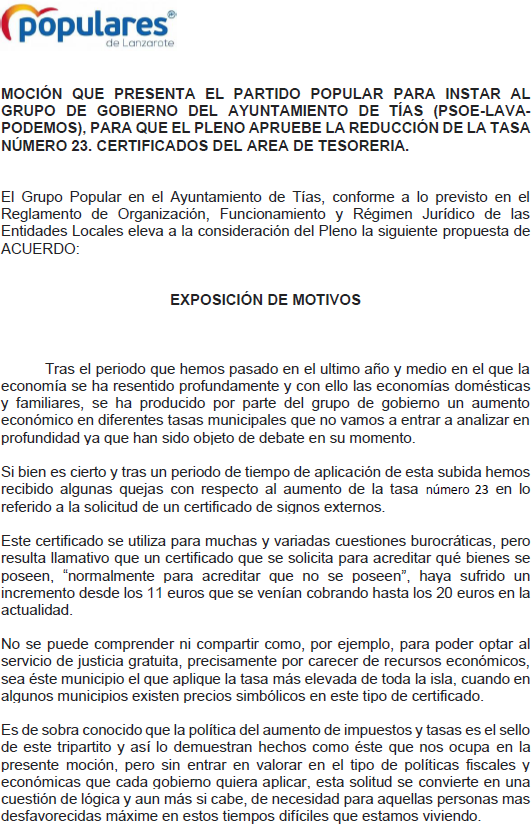 populares®
de Lanzarote
MOCIÓN QUE PRESENTA EL PARTIDO POPULAR PARA INSTAR AL
GRUPO DE GOBIERNO DEL AYUNTAMIENTO DE TÍAS (PSOE-LAVA-
PODEMOS), PARA QUE EL PLENO APRUEBE LA REDUCCIÓN DE LA TASA
NÚMERO 23. CERTIFICADOS DEL AREA DE TESORERIA.
El Grupo Popular en el Ayuntamiento de Tías, conforme a lo previsto en el
Reglamento de Organización, Funcionamiento y Régimen Jurídico de las
Entidades Locales eleva a la consideración del Pleno la siguiente propuesta de
ACUERDO:
EXPOSICIÓN DE MOTIVOS
Tras el periodo que hemos pasado en el ultimo año y medio en el que la
economía se ha resentido profundamente y con ello las economías domésticas
y familiares, se ha producido por parte del grupo de gobierno un aumento
económico en diferentes tasas municipales que no vamos a entrar a analizar en
profundidad ya que han sido objeto de debate en su momento.
Si bien es cierto y tras un periodo de tiempo de aplicación de esta subida hemos
recibido algunas quejas con respecto al aumento de la tasa número 23 en lo
referido a la solicitud de un certificado de signos externos.
Este certificado se utiliza para muchas y variadas cuestiones burocráticas, pero
resulta llamativo que un certificado que se solicita para acreditar qué bienes se
poseen, “normalmente para acreditar que no se poseen”, haya sufrido un
incremento desde los 11 euros que se venían cobrando hasta los 20 euros en la
actualidad.
No se puede comprender ni compartir como, por ejemplo, para poder optar al
servicio de justicia gratuita, precisamente por carecer de recursos económicos,
sea éste municipio el que aplique la tasa más elevada de toda la isla, cuando en
algunos municipios existen precios simbólicos en este tipo de certificado.
Es de sobra conocido que la política del aumento de impuestos y tasas es el sello
de este tripartito y así lo demuestran hechos como éste que nos ocupa en la
presente moción, pero sin entrar en valorar en el tipo de políticas fiscales y
económicas que cada gobierno quiera aplicar, esta solitud se convierte en una
cuestión de lógica y aun más si cabe, de necesidad para aquellas personas mas
desfavorecidas máxime en estos tiempos difíciles que estamos viviendo.